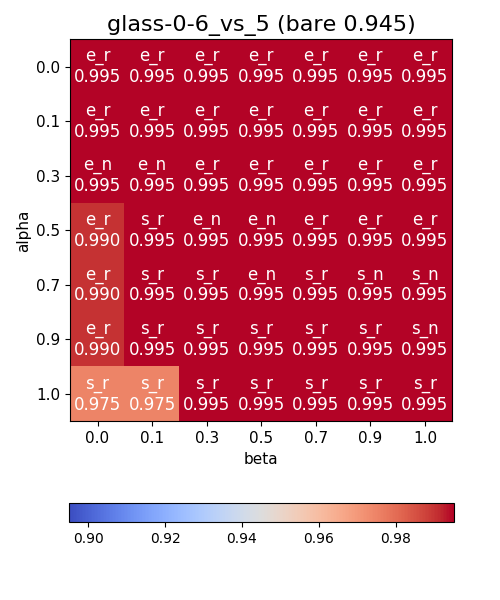 glass-0-6_vs_5 (bare 0.945)
0.0 e_r e_r e_r e_r e_r e_r e_r
0.995 0.995 0.995 0.995 0.995 0.995 0.995
0.1 e_r e_r e_r e_r e_r e_r e_r
0.995 0.995 0.995 0.995 0.995 0.995 0.995
0.3 e_n e_n e_r e_r e_r e_r e_r
0.995 0.995 0.995 0.995 0.995 0.995 0.995
0.5 e_r s_r e_n e_n e_r e_r e_r
0.990 0.995 0.995 0.995 0.995 0.995 0.995
0.7 e_r s_r s_r e_n s_r s_n s_n
0.990 0.995 0.995 0.995 0.995 0.995 0.995
0.9 e_r s_r s_r s_r s_r s_r s_n
0.990 0.995 0.995 0.995 0.995 0.995 0.995
1.0 s_r s_r s_r s_r s_r s_r s_r
0.975 0.975 0.995 0.995 0.995 0.995 0.995
alpha
0.0 0.1 0.3 0.5 0.7 0.9 1.0
beta
0.90 0.92 0.94 0.96 0.98